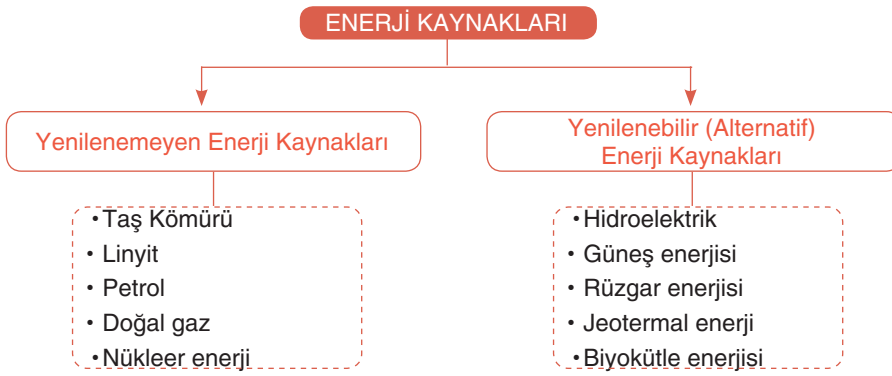 ENERJİ KAYNAKLARI
Yenilenemeyen Enerji Kaynakları
• Taş Kömürü
• Linyit
• Petrol
• Doğal gaz
• Nükleer enerji
Yenilenebilir (Alternatif)
Enerji Kaynakları
• Hidroelektrik
• Güneş enerjisi
• Rüzgar enerjisi
• Jeotermal enerji
• Biyokütle enerjisi